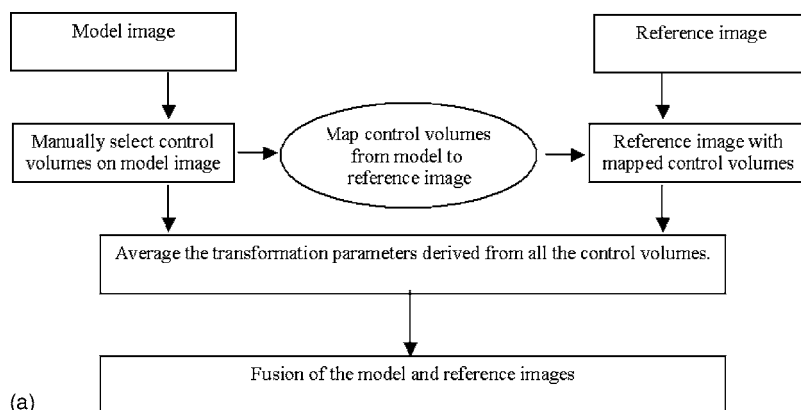 Model image
Reference image
Manually select control
volumes on model image
Map control volumes
from model to
reference image
Reference image with
mapped control volumes
Average the transformation parameters derived from all the control volumes.
Fusion of the model and reference images
(a)